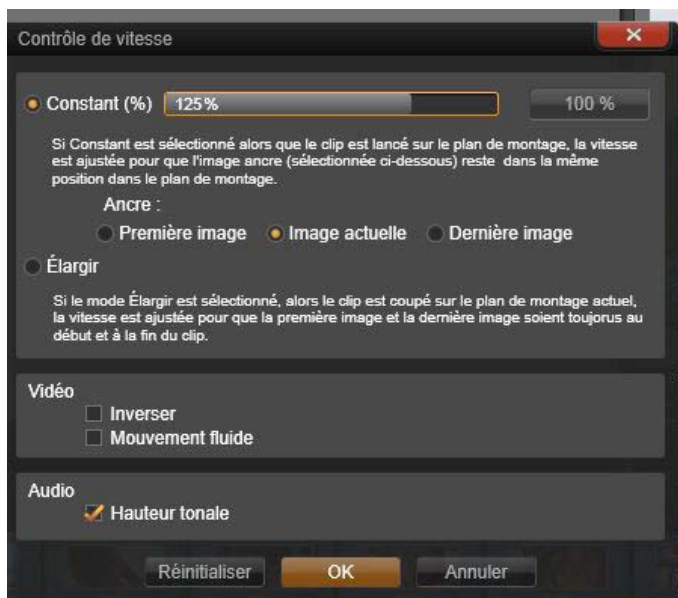 Contrôle de vitesse
Constant (%) 125% 100 %
Si Constant est sélectionné alors que le clip est lancé sur le plan de montage, la vitesse
est ajustée pour que l'image ancre (sélectionnée ci-dessous) reste dans la même
position dans le plan de montage.
Ancre :
Première image Image actuelle Dernière image
Élargir
Si le mode Élargir est sélectionné, alors le clip est coupé sur le plan de montage actuel,
la vitesse est ajustée pour que la première image et la dernière image soient toujorus au
début et à la fin du clip.
Vidéo
Inverser
Mouvement fluide
Audio
Hauteur tonale
Réinitialiser OK Annuler